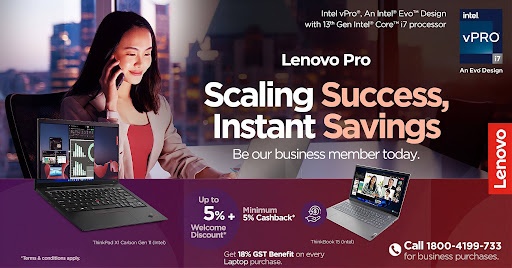 Intel vPro®, An Intel® Evo™ Design
with 13th Gen Intel® Core™ i7 processor
intel
vPRO
i7
An Evo Design
Lenovo Pro
Scaling Success,
Instant Savings
Be our business member today.
Lenovo
Up to
5% +
Welcome
Discount*
Minimum
5% Cashback*
ThinkPad X1 Carbon Gen 11 (Intel)
ThinkBook 15 (Intel)
Call 1800-4199-733
for business purchases.
*Terms & conditions apply.
Get 18% GST Benefit on every
Laptop purchase.